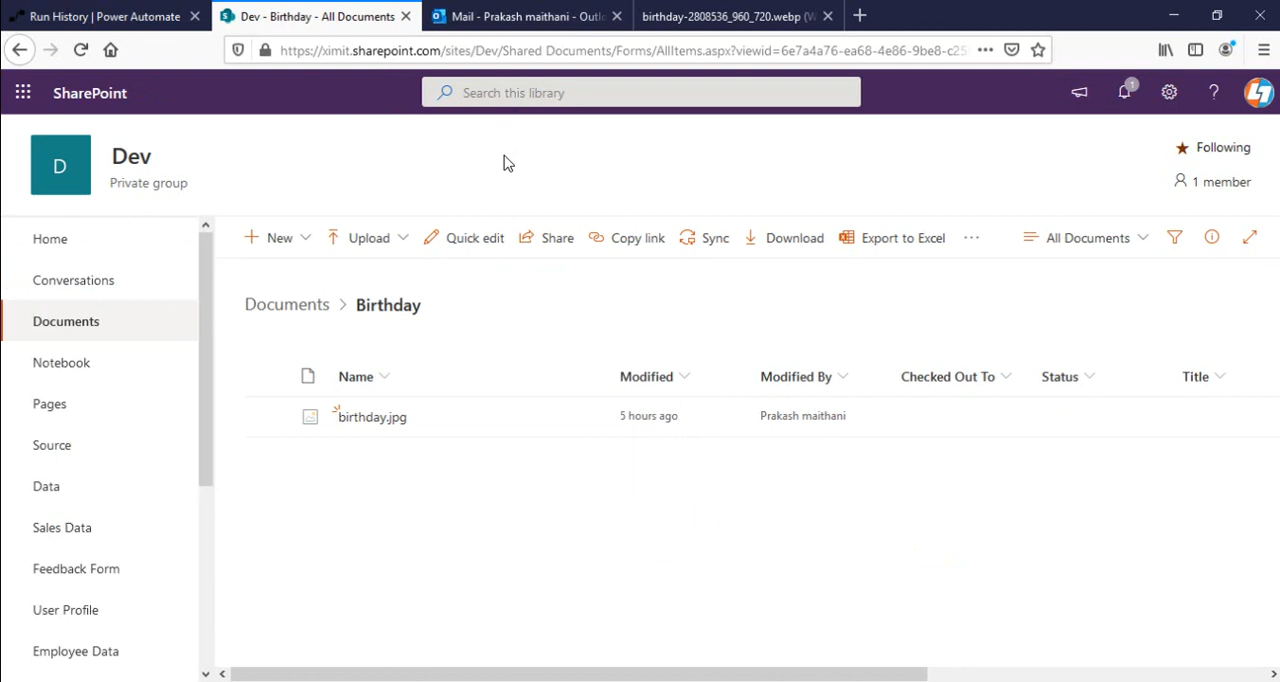 Run History | Power Automate
Dev - Birthday - All Documents
Mail - Prakash maithani - Outlo
birthday-2808536_960_720.webp (
https://ximit.sharepoint.com/sites/Dev/Shared Documents/Forms/AllItems.aspx?viewid=6e7a4a76-ea68-4e86-9be8-c25
SharePoint
Search this library
1
?
D
Dev
Private group
Following
1 member
Home
Conversations
Documents
Notebook
Pages
Source
Data
Sales Data
Feedback Form
User Profile
Employee Data
New
Upload
Quick edit
Share
Copy link
Sync
Download
Export to Excel
All Documents
Documents > Birthday
Name
Modified
Modified By
Checked Out To
Status
Title
birthday.jpg
5 hours ago
Prakash maithani